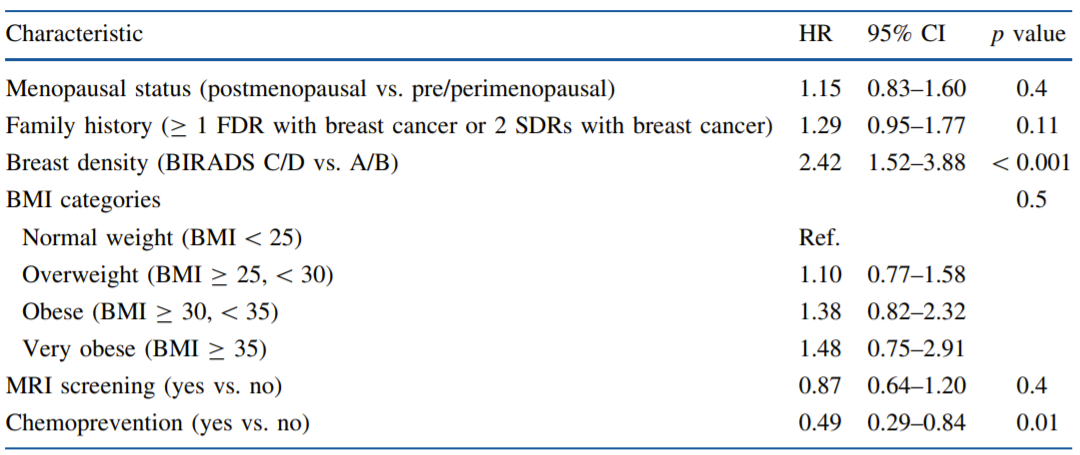 Characteristic HR 95% CI p value
Menopausal status (postmenopausal vs. pre/perimenopausal) 1.15 0.83–1.60 0.4
Family history (≥ 1 FDR with breast cancer or 2 SDRs with breast cancer) 1.29 0.95–1.77 0.11
Breast density (BIRADS C/D vs. A/B) 2.42 1.52–3.88 < 0.001
BMI categories 0.5
Normal weight (BMI < 25) Ref.
Overweight (BMI ≥ 25, < 30) 1.10 0.77–1.58
Obese (BMI ≥ 30, < 35) 1.38 0.82–2.32
Very obese (BMI ≥ 35) 1.48 0.75–2.91
MRI screening (yes vs. no) 0.87 0.64–1.20 0.4
Chemoprevention (yes vs. no) 0.49 0.29–0.84 0.01